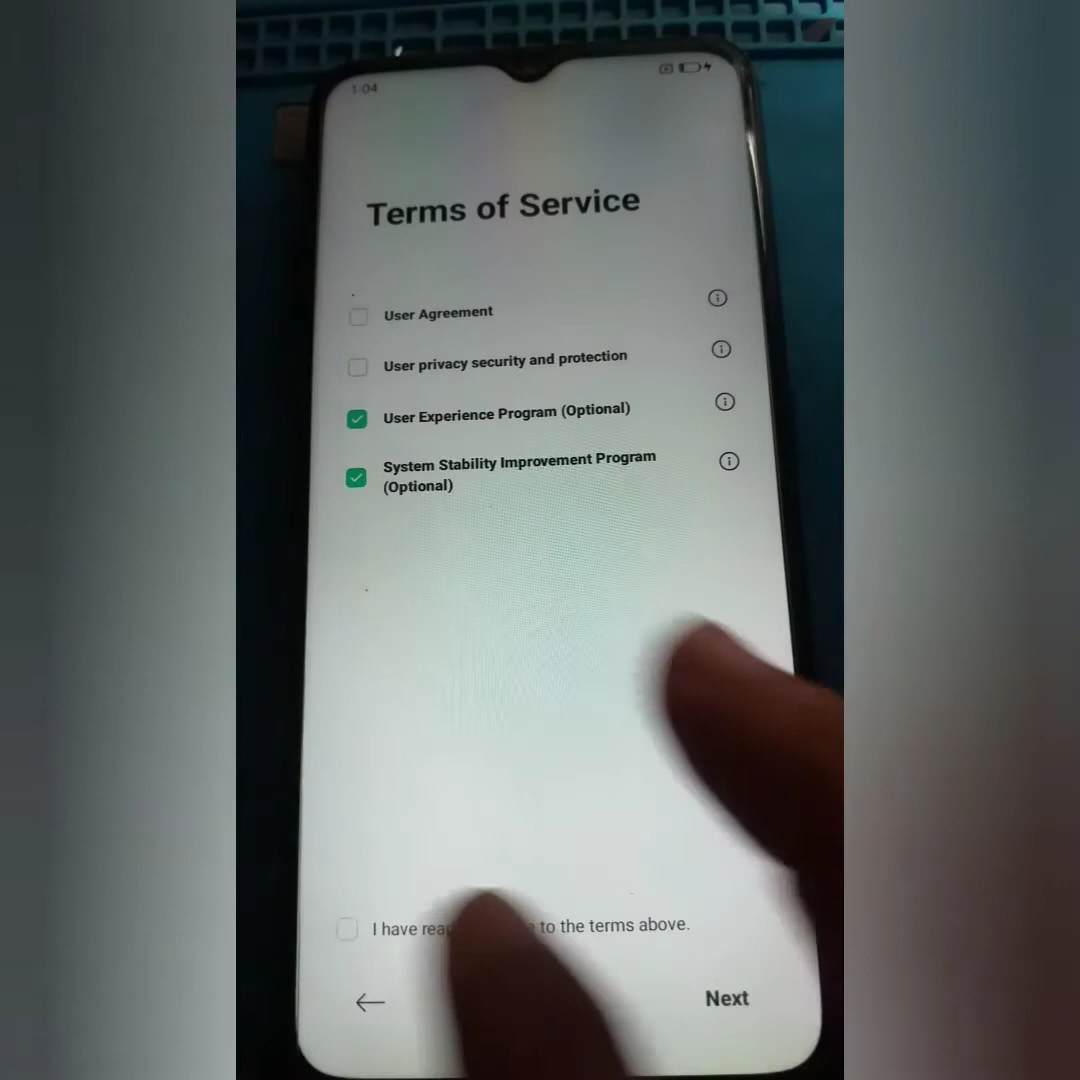 1:04
Terms of Service
User Agreement
User privacy security and protection
User Experience Program (Optional)
System Stability Improvement Program
(Optional)
I have read to the terms above.
Next